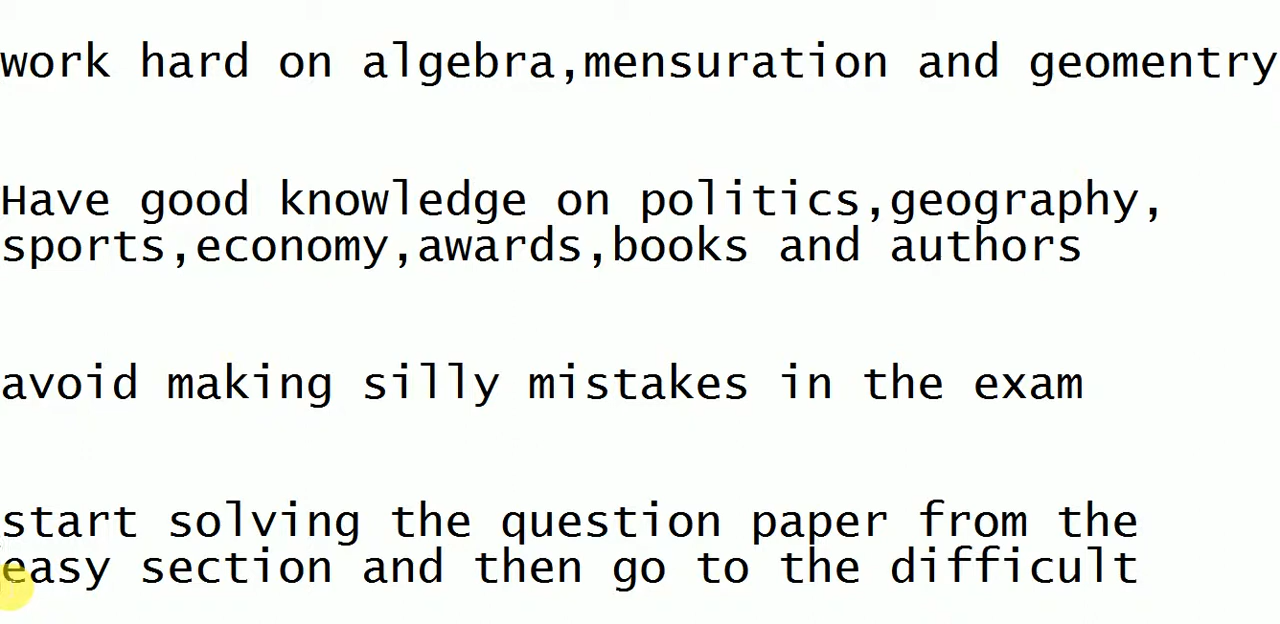 work hard on algebra,mensuration and geomentry
Have good knowledge on politics,geography,
sports,economy,awards,books and authors
avoid making silly mistakes in the exam
start solving the question paper from the
easy section and then go to the difficult